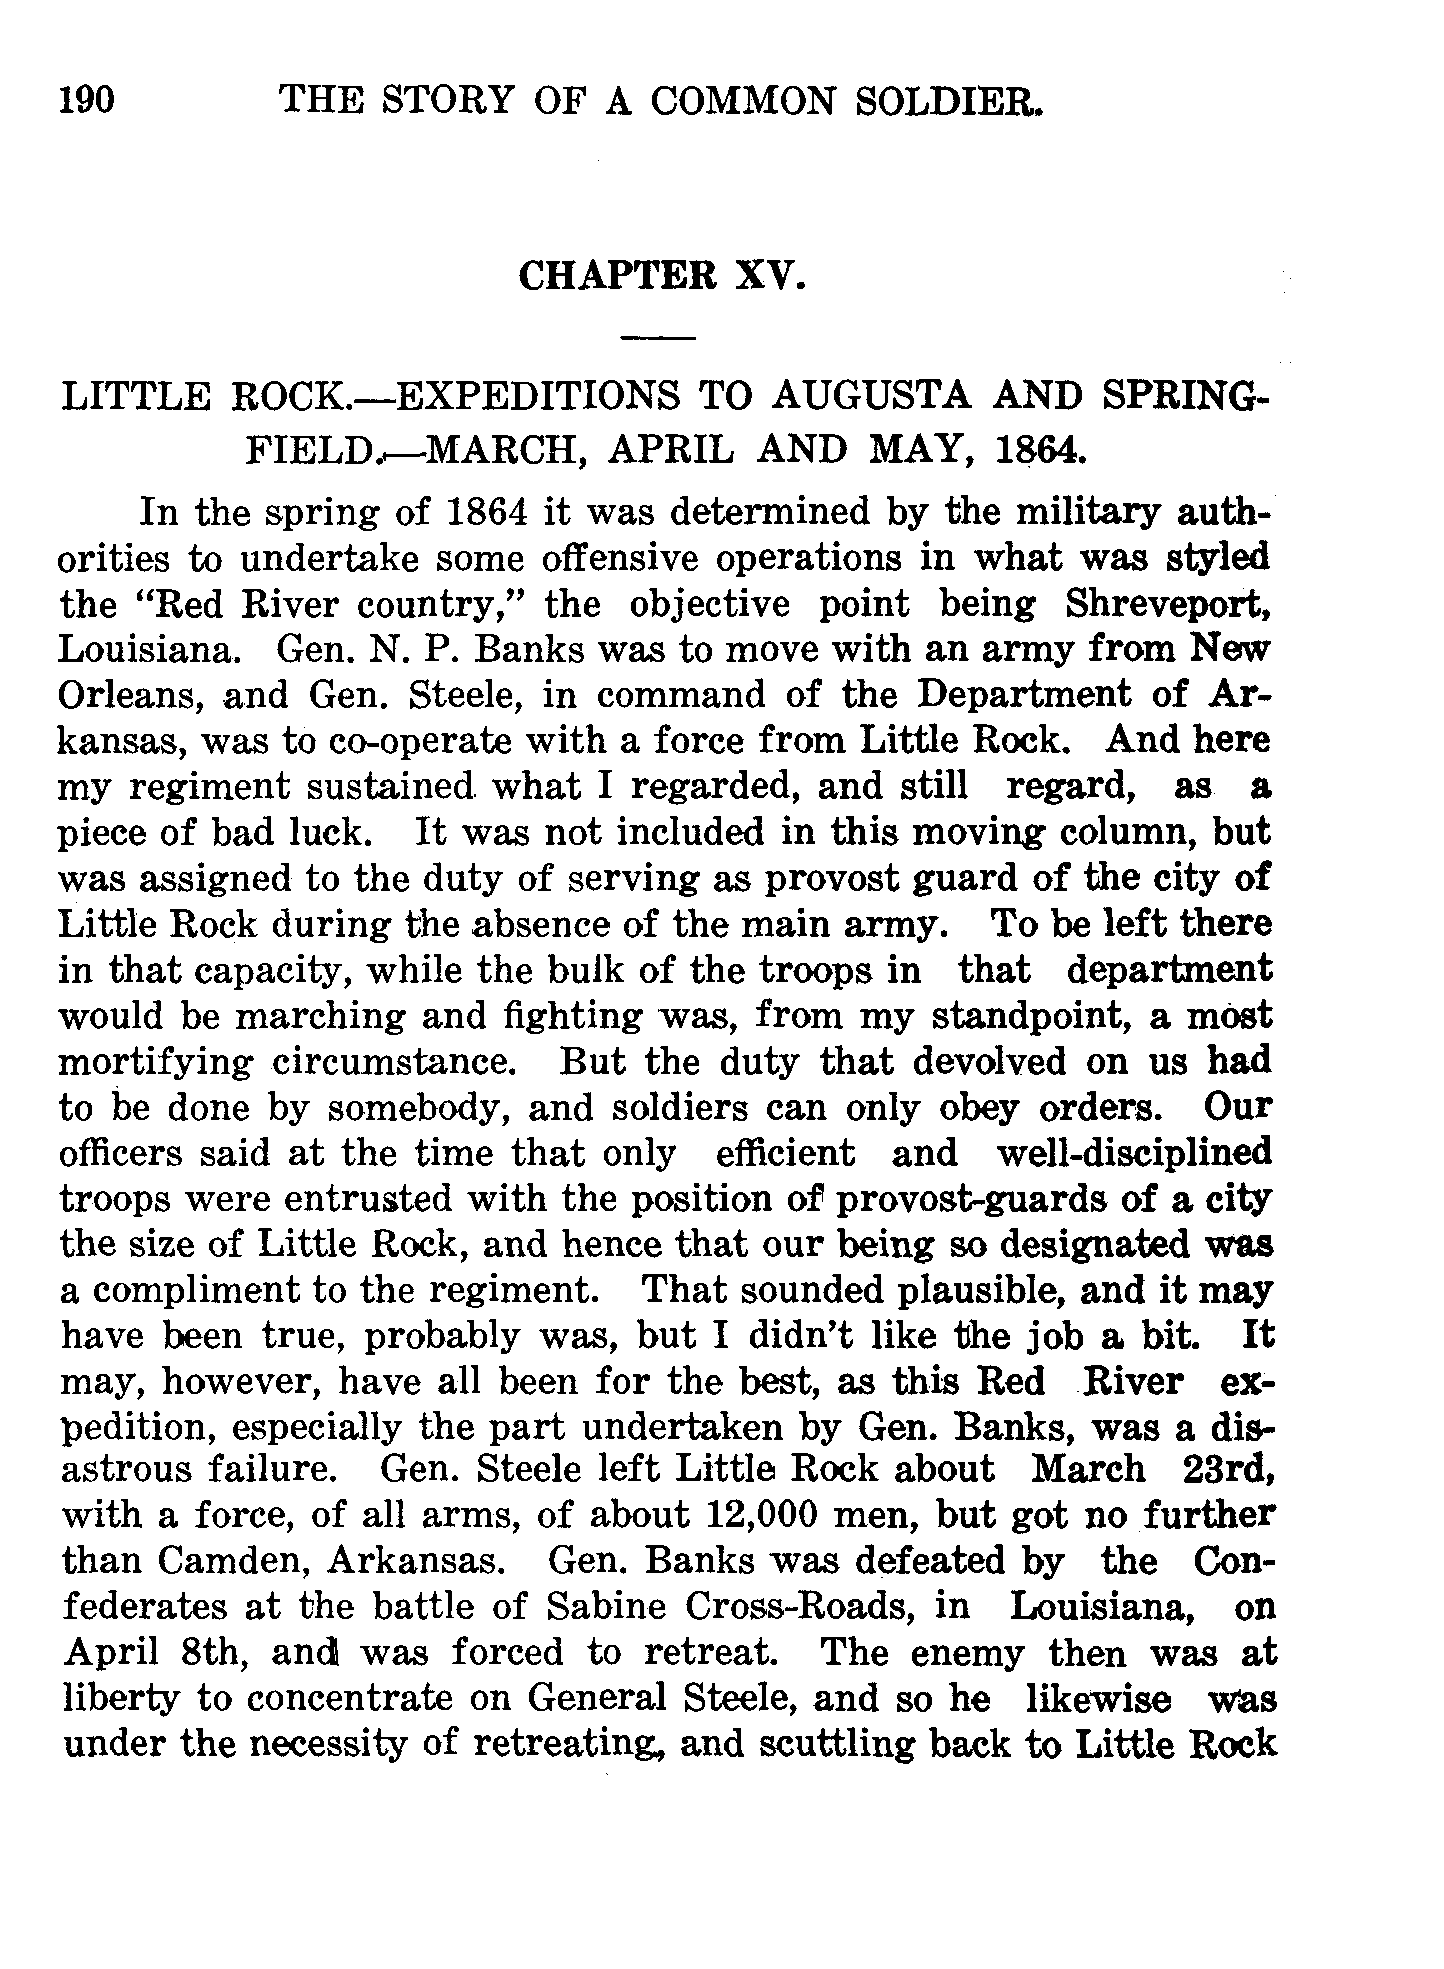 190 THE STORY OF A COMMON SOLDIER.
CHAPTER XV.
LITTLE ROCK.—EXPEDITIONS TO AUGUSTA AND SPRING-
FIELD.—MARCH, APRIL AND MAY, 1864.
In the spring of 1864 it was determined by the military auth-
orities to undertake some offensive operations in what was styled
the “Red River country,” the objective point being Shreveport,
Louisiana. Gen. N. P. Banks was to move with an army from New
Orleans, and Gen. Steele, in command of the Department of Ar-
kansas, was to co-operate with a force from Little Rock. And here
my regiment sustained what I regarded, and still regard, as a
piece of bad luck. It was not included in this moving column, but
was assigned to the duty of serving as provost guard of the city of
Little Rock during the absence of the main army. To be left there
in that capacity, while the bulk of the troops in that department
would be marching and fighting was, from my standpoint, a most
mortifying circumstance. But the duty that devolved on us had
to be done by somebody, and soldiers can only obey orders. Our
officers said at the time that only efficient and well-disciplined
troops were entrusted with the position of provost-guards of a city
the size of Little Rock, and hence that our being so designated was
a compliment to the regiment. That sounded plausible, and it may
have been true, probably was, but I didn’t like the job a bit. It
may, however, have all been for the best, as this Red River ex-
pedition, especially the part undertaken by Gen. Banks, was a dis-
astrous failure. Gen. Steele left Little Rock about March 23rd,
with a force, of all arms, of about 12,000 men, but got no further
than Camden, Arkansas. Gen. Banks was defeated by the Con-
federates at the battle of Sabine Cross-Roads, in Louisiana, on
April 8th, and was forced to retreat. The enemy then was at
liberty to concentrate on General Steele, and so he likewise was
under the necessity of retreating, and scuttling back to Little Rock